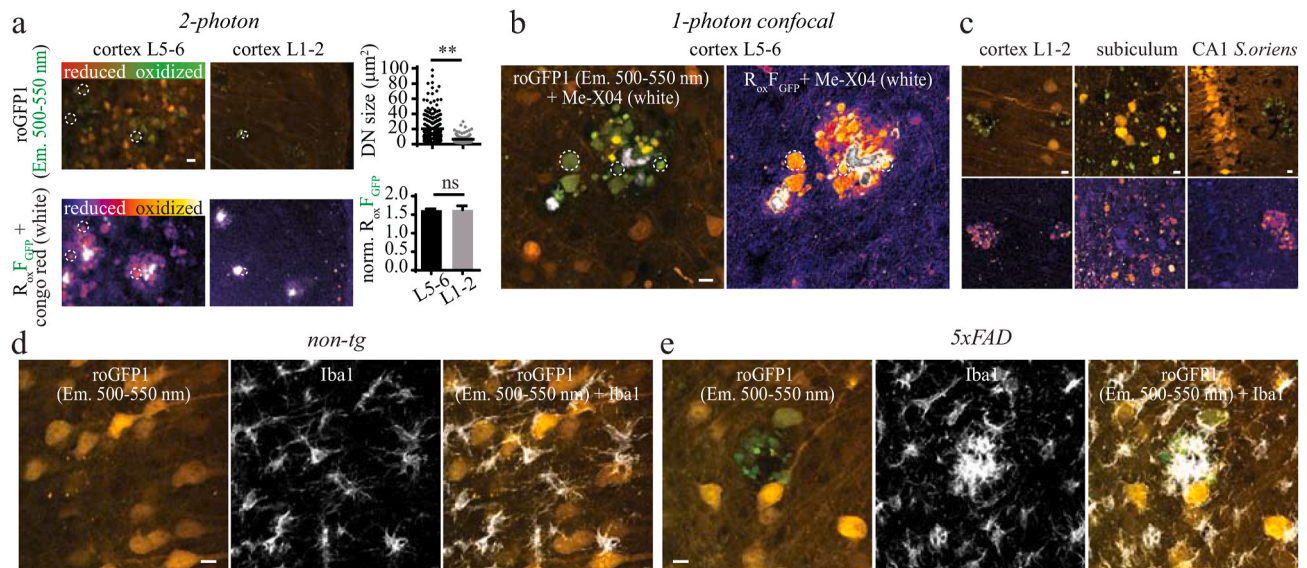 a
2-photon
cortex L5-6
cortex L1-2
roGFP1
(Em. 500-550 nm)
reduced oxidized
RoxFGFP +
congo red (white)
reduced oxidized
DN size (µm²)
**
100
80
60
40
20
0
norm. RoxFGFP
ns
2.0
1.5
1.0
0.5
0.0
L5-6
L1-2
b
1-photon confocal
cortex L5-6
roGFP1 (Em. 500-550 nm)
+ Me-X04 (white)
RoxFGFP+ Me-X04 (white)
c
cortex L1-2
subiculum
CA1 S.oriens
d
non-tg
roGFP1
(Em. 500-550 nm)
Iba1
roGFP1
(Em. 500-550 nm) + Iba1
e
5xFAD
roGFP1
(Em. 500-550 nm)
Iba1
roGFP1
(Em. 500-550 nm) + Iba1